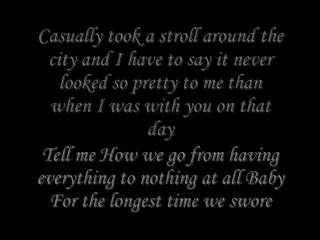 Casually took a stroll around the
city and I have to say it never
looked so pretty to me than
when I was with you on that
day
Tell me How we go from having
everything to nothing at all Baby
For the longest time we swore